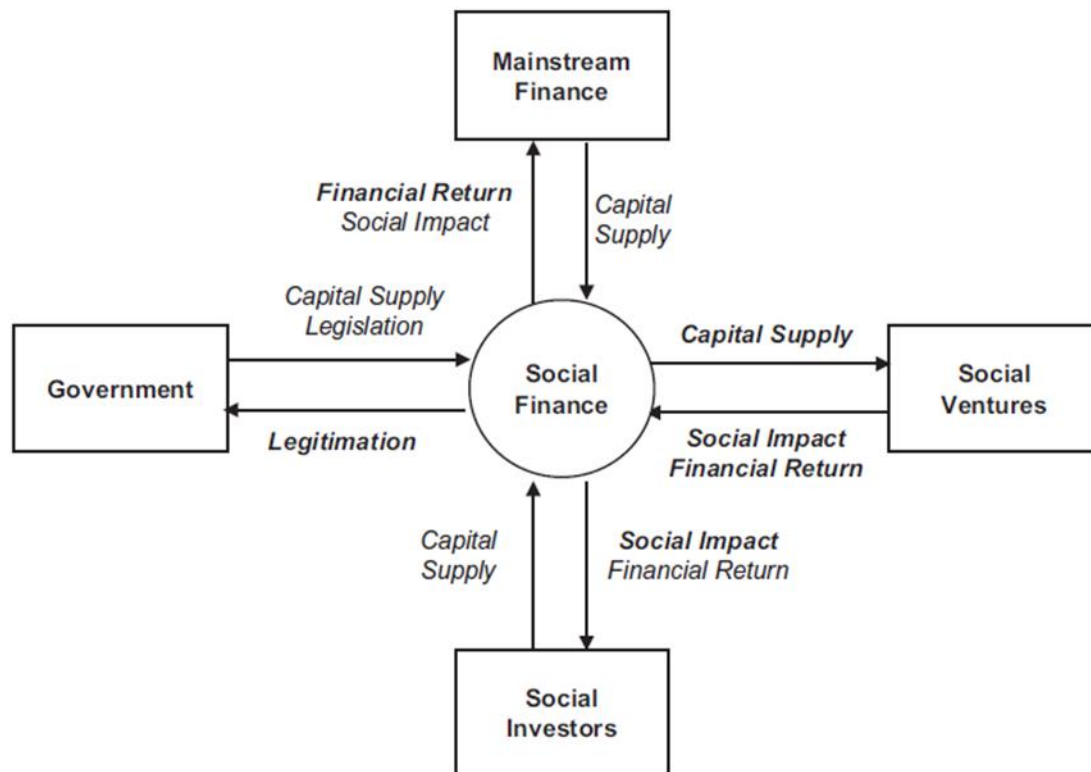 Mainstream
Finance
Financial Return
Social Impact
Capital
Supply
Capital Supply
Legislation
Government
Legitimation
Social
Finance
Capital Supply
Social Impact
Financial Return
Social
Ventures
Capital
Supply
Social Impact
Financial Return
Social
Investors